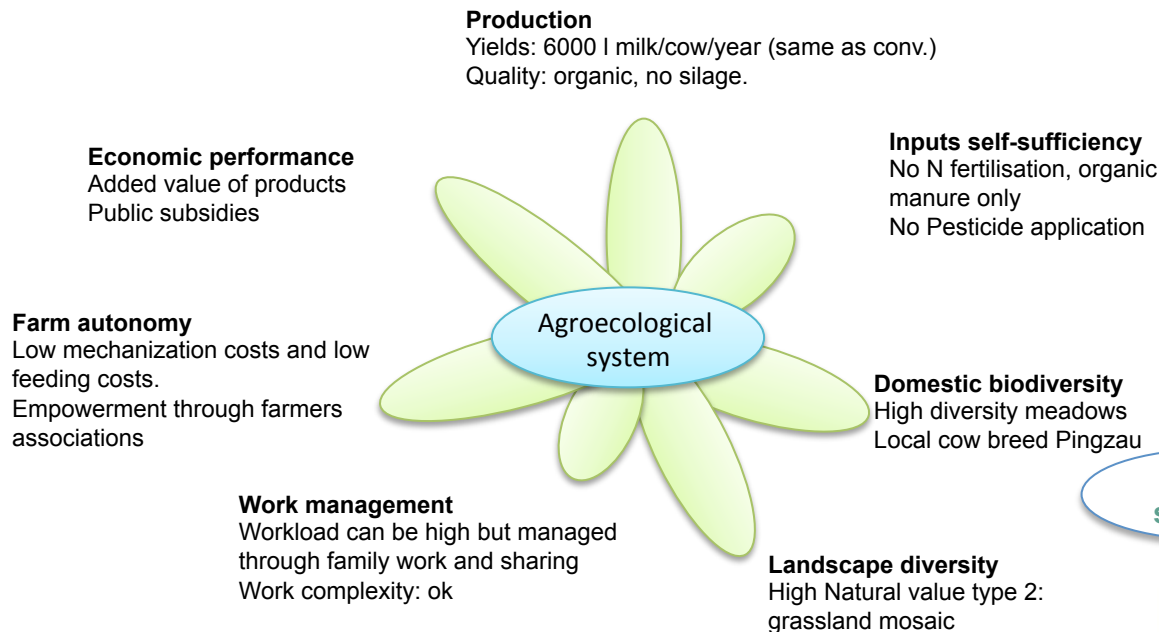 Production
Yields: 6000 l milk/cow/year (same as conv.)
Quality: organic, no silage.
Economic performance
Added value of products
Public subsidies
Inputs self-sufficiency
No N fertilisation, organic
manure only
No Pesticide application
Agroecological
system
Farm autonomy
Low mechanization costs and low
feeding costs.
Empowerment through farmers
associations
Domestic biodiversity
High diversity meadows
Local cow breed Pingzau
Work management
Workload can be high but managed
through family work and sharing
Work complexity: ok
Landscape diversity
High Natural value type 2:
grassland mosaic